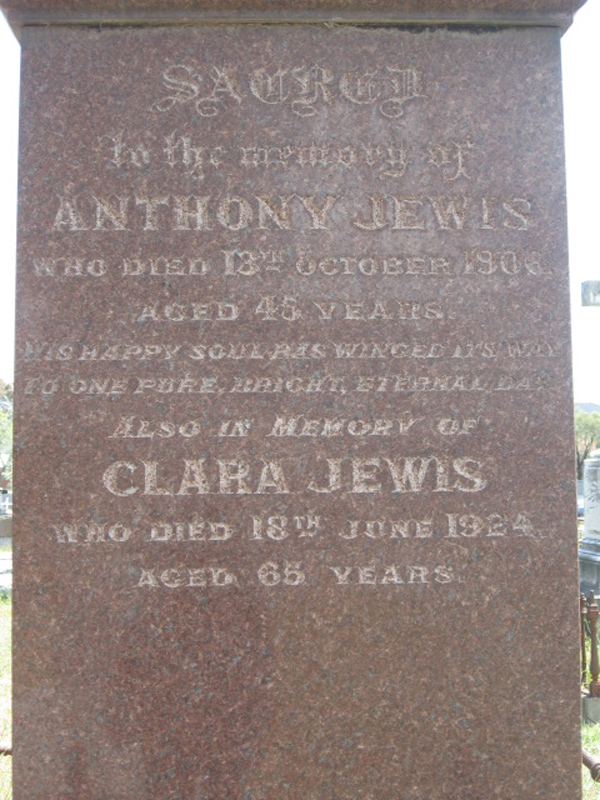 SACRED
to the memory of
ANTHONY JEWIS
WHO DIED 13TH OCTOBER, 1906.
AGED 45 YEARS.
HIS HAPPY SOUL, HAS WINGED ITS WAY
TO ONE PURE, BRIGHT, ETERNAL DAY.
ALSO IN MEMORY OF
CLARA JEWIS
WHO DIED 18TH JUNE 1924.
AGED 65 YEARS.